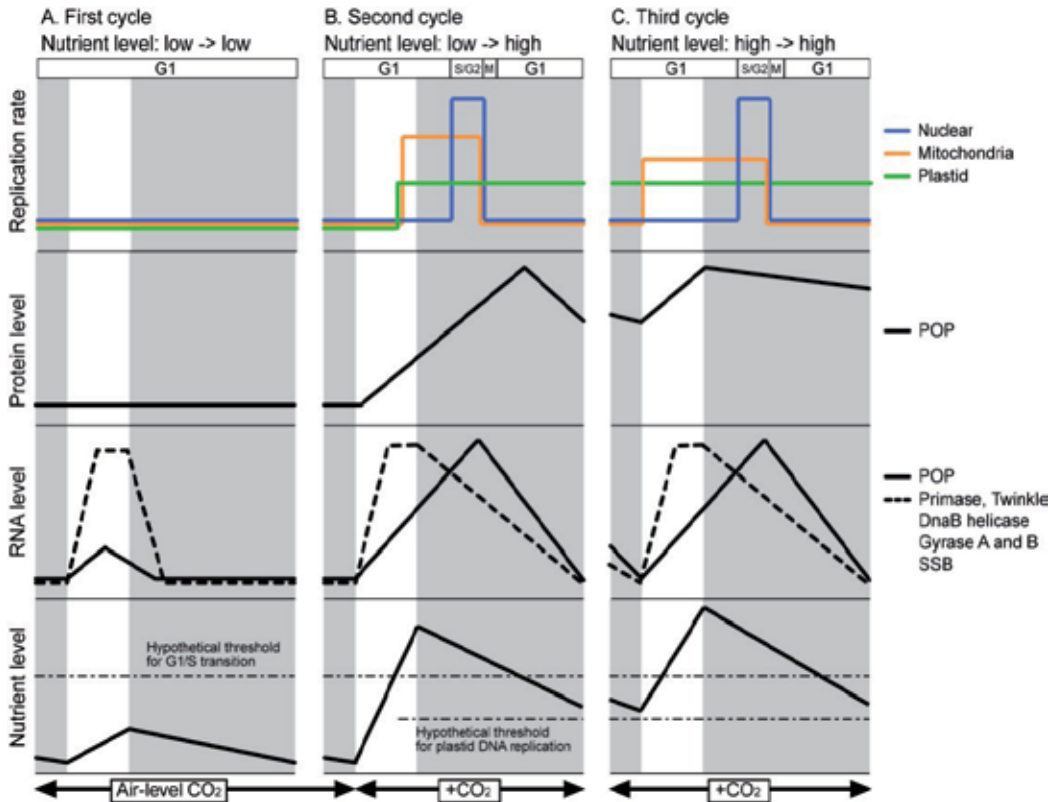 A. First cycle
Nutrient level: low -> low
G1
B. Second cycle
Nutrient level: low -> high
G1
S/G2
M
G1
C. Third cycle
Nutrient level: high -> high
G1
S/G2
M
G1
Replication rate
Nuclear
Mitochondria
Plastid
Protein level
POP
RNA level
POP
Primase, Twinkle
DnaB helicase
Gyrase A and B
SSB
Nutrient level
Hypothetical threshold
for G1/S transition
Hypothetical threshold
for plastid DNA replication
Air-level CO₂
+CO₂
+CO₂